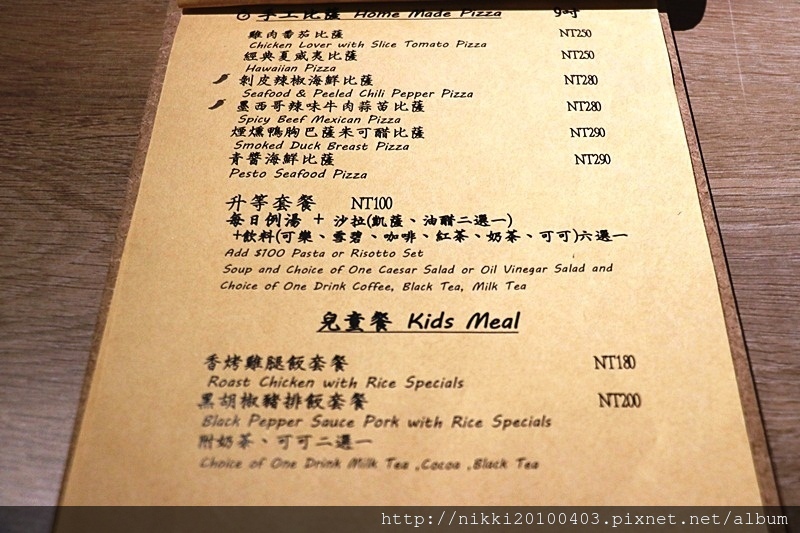 手工比薩 Home Made Pizza 9吋
雞肉番茄比薩 NT250
Chicken Lover with Slice Tomato Pizza
經典夏威夷比薩 NT250
Hawaiian Pizza
剝皮辣椒海鮮比薩 NT280
Seafood & Peeled Chili Pepper Pizza
墨西哥辣味牛肉蒜苗比薩 NT280
Spicy Beef Mexican Pizza
煙燻鴨胸巴薩米可醋比薩 NT290
Smoked Duck Breast Pizza
青醬海鮮比薩 NT290
Pesto Seafood Pizza
升等套餐 NT100
每日例湯 + 沙拉(凱薩、油醋二選一)
+飲料(可樂、雪碧、咖啡、紅茶、奶茶、可可)六選一
Add $100 Pasta or Risotto Set
Soup and Choice of One Caesar Salad or Oil Vinegar Salad and
Choice of One Drink Coffee, Black Tea, Milk Tea
兒童餐 Kids Meal
香烤雞腿飯套餐 NT180
Roast Chicken with Rice Specials
黑胡椒豬排飯套餐 NT200
Black Pepper Sauce Pork with Rice Specials
附奶茶、可可二選一
Choice of One Drink Milk Tea ,Cocoa ,Black Tea
http://nikki20100403.pixnet.net/album